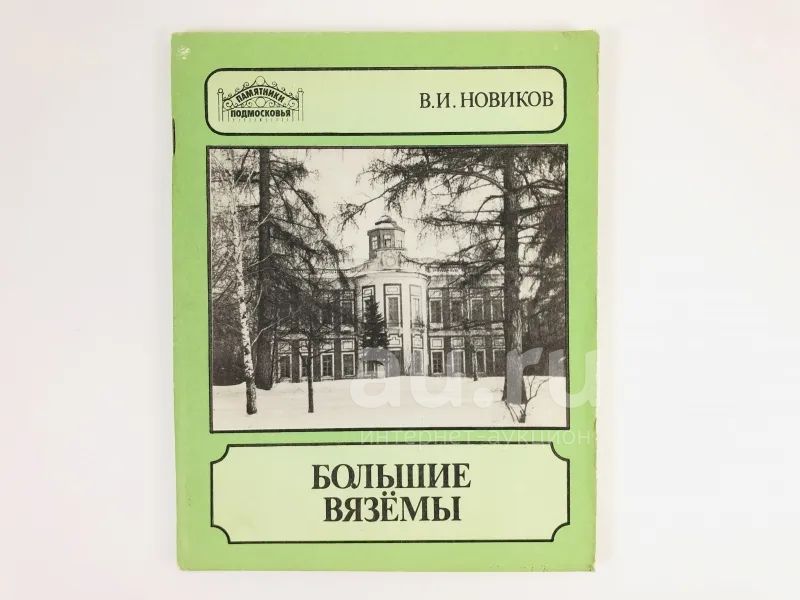 ПАМЯТНИКИ
ПОДМОСКОВЬЯ
В.И. НОВИКОВ
au.ru
интернет-аукцион
БОЛЬШИЕ
ВЯЗЁМЫ